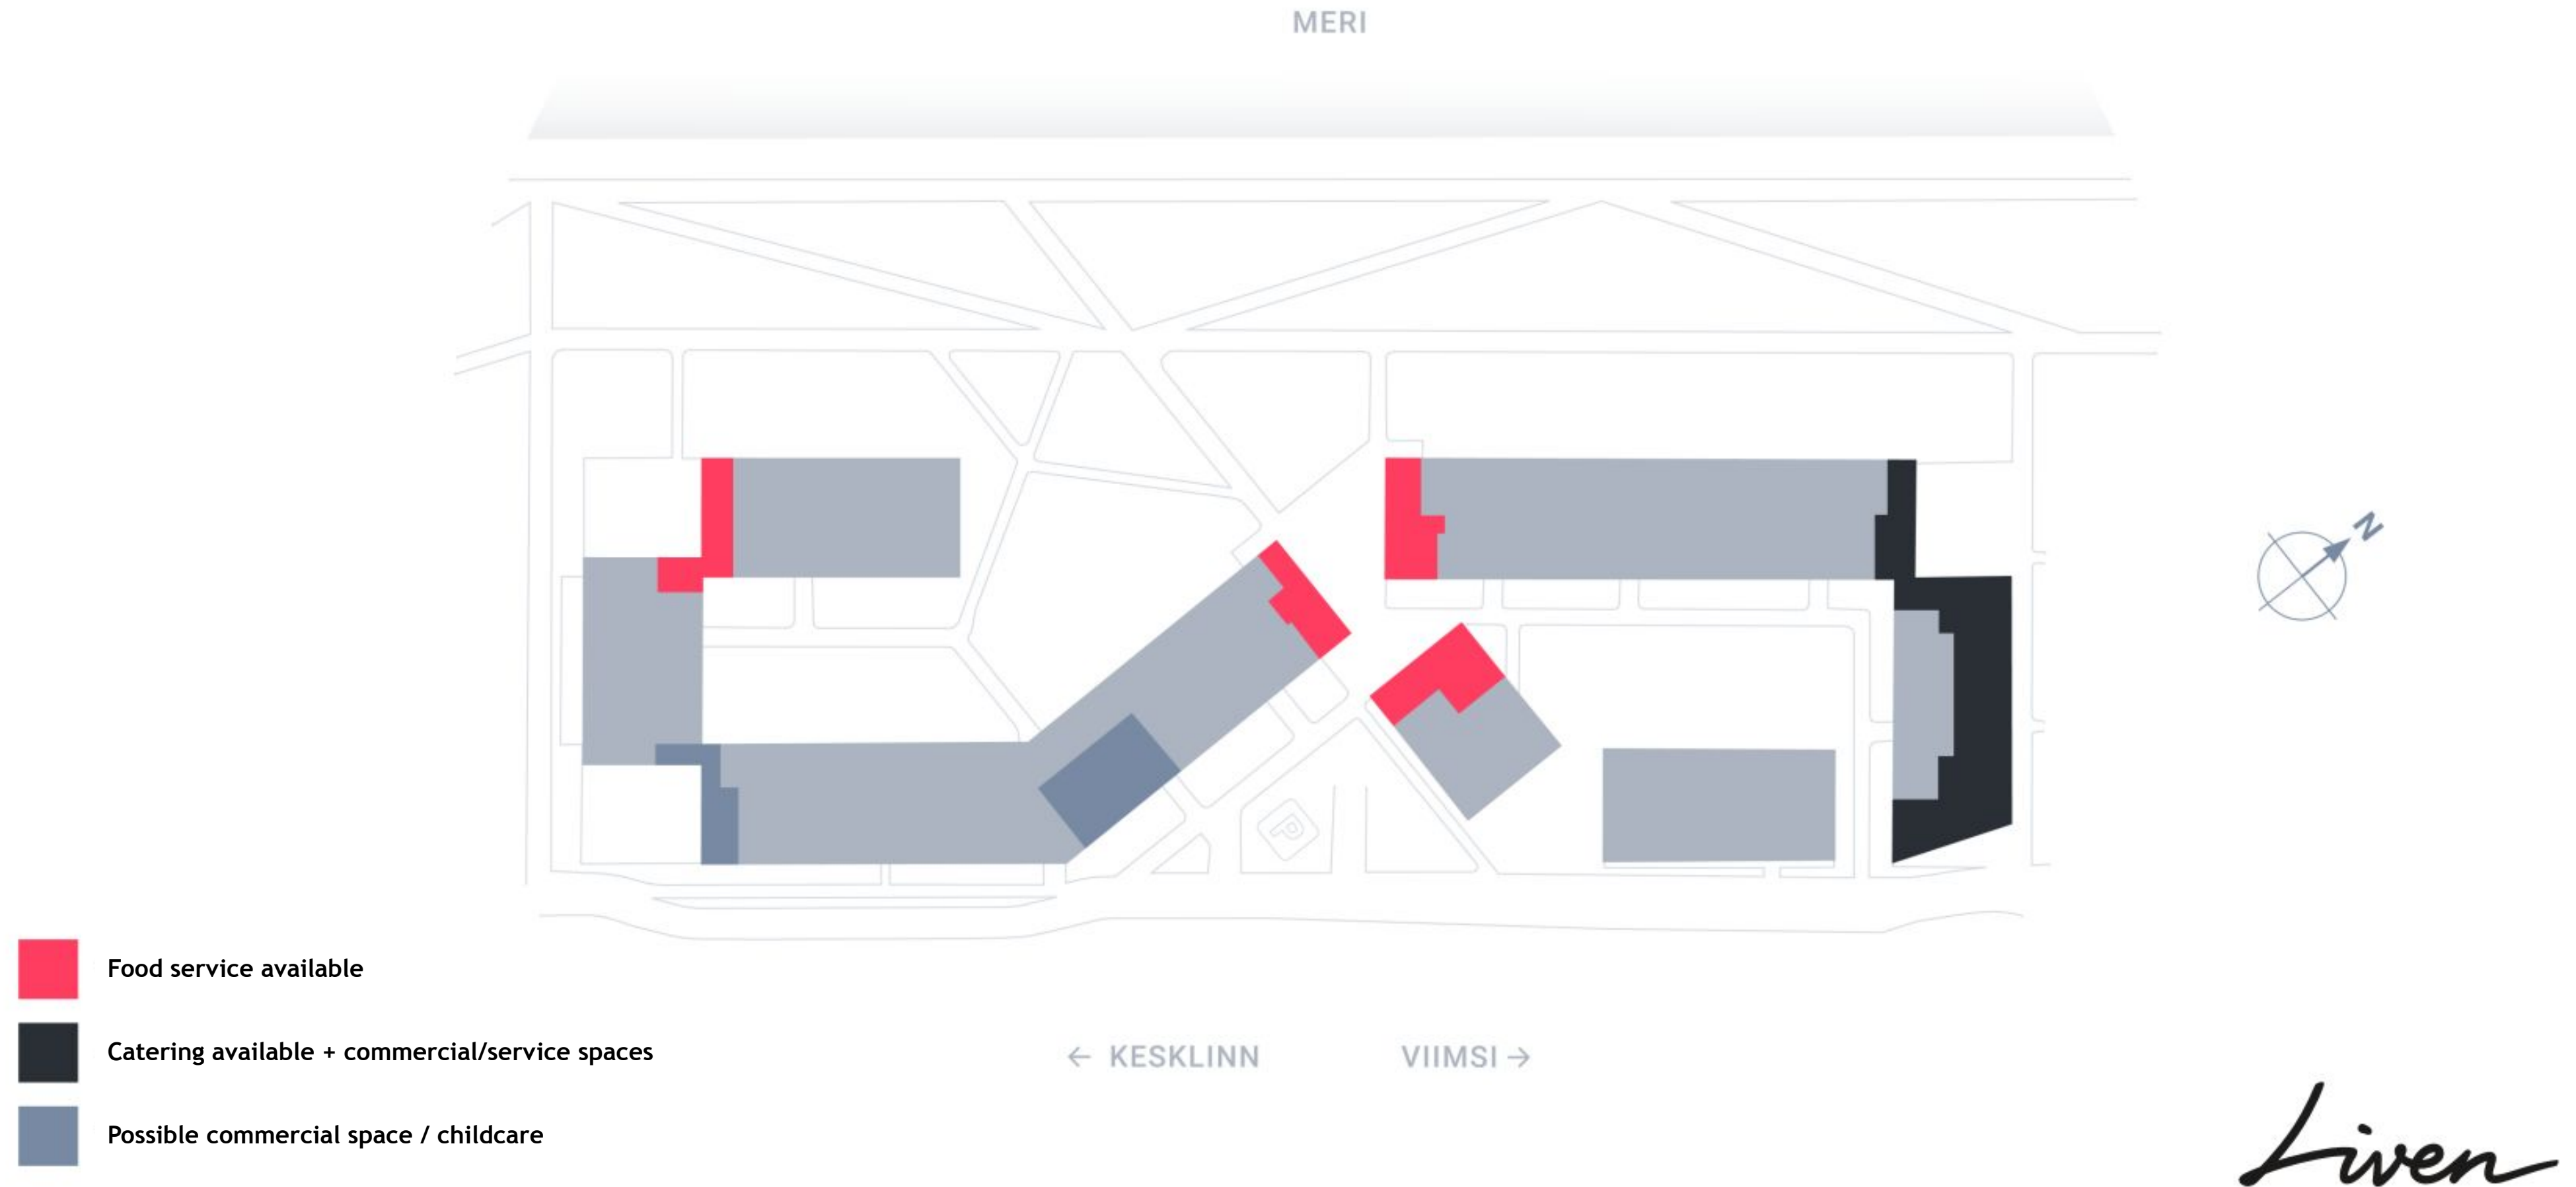 MERI
N
P
Food service available
Catering available + commercial/service spaces
Possible commercial space / childcare
← KESKLINN
VIIMSI →
Liven